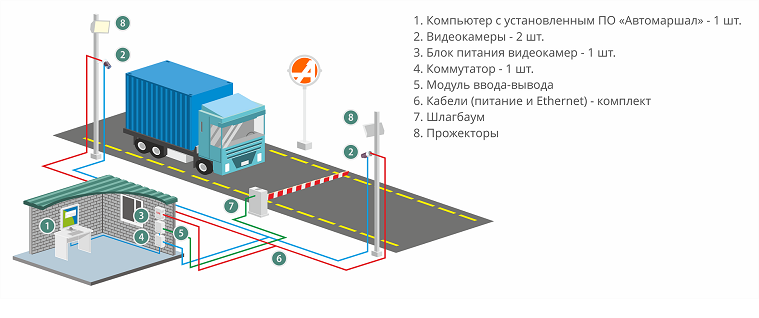 8
2
1. Компьютер с установленным ПО «Автомаршал» - 1 шт.
2. Видеокамеры - 2 шт.
3. Блок питания видеокамер - 1 шт.
4. Коммутатор - 1 шт.
5. Модуль ввода-вывода
6. Кабели (питание и Ethernet) - комплект
7. Шлагбаум
8. Прожекторы
8
2
7
1
3
5
4
6